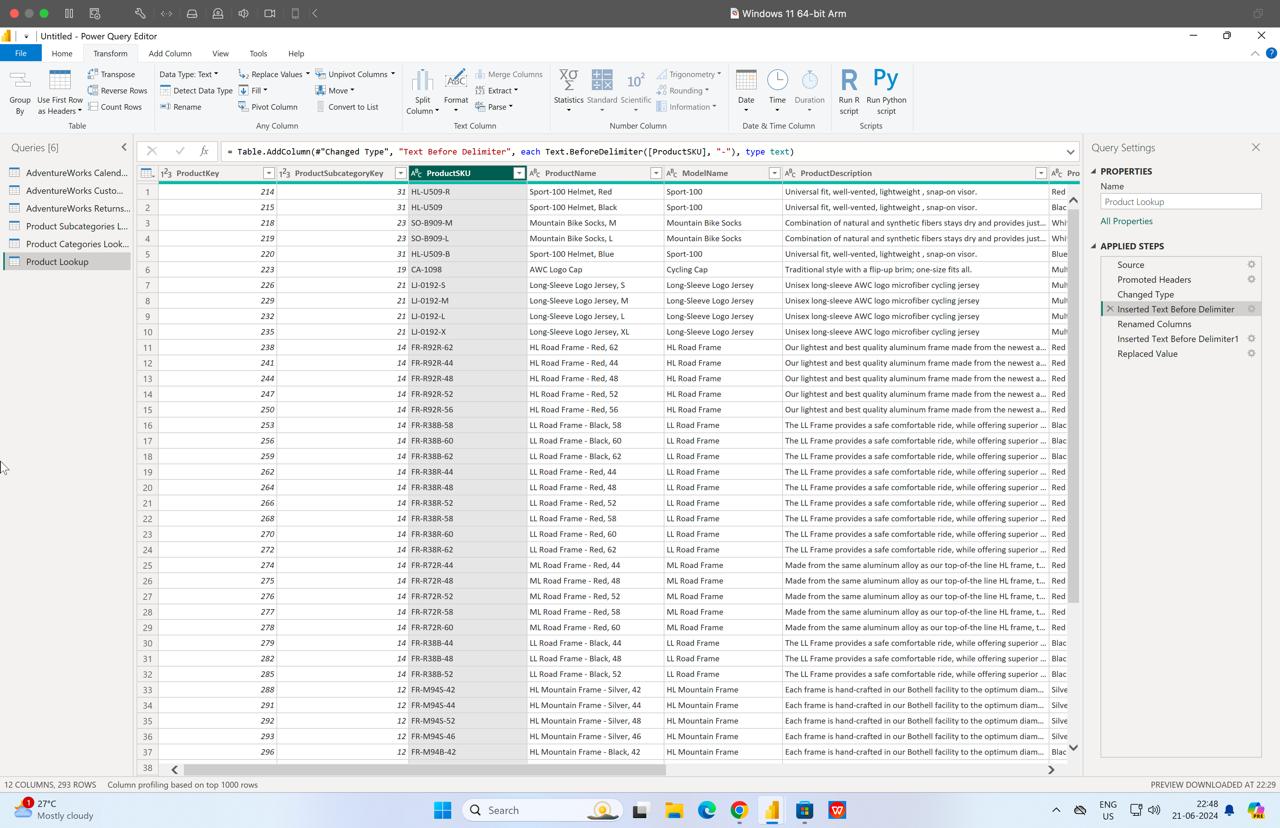 Windows 11 64-bit Arm
Untitled - Power Query Editor
File Home Transform Add Column View Tools Help
Group By
Use First Row as Headers
Transpose
Reverse Rows
Count Rows
Table
Data Type: Text
Detect Data Type
Rename
Replace Values
Fill
Pivot Column
Unpivot Columns
Move
Convert to List
Any Column
Split Column
Format
Merge Columns
Extract
Parse
Text Column
Statistics
Standard
Scientific
Trigonometry
Rounding
Information
Number Column
Date
Time
Duration
Date & Time Column
Run R script
Run Python script
Scripts
Queries [6]
AdventureWorks Calend...
AdventureWorks Custo...
AdventureWorks Returns...
Product Subcategories L...
Product Categories Look...
Product Lookup
= Table.AddColumn(#"Changed Type", "Text Before Delimiter", each Text.BeforeDelimiter([ProductSKU], "-"), type text)
ProductKey ProductSubcategoryKey ProductSKU ProductName ModelName ProductDescription Pro
1 214 31 HL-U509-R Sport-100 Helmet, Red Sport-100 Universal fit, well-vented, lightweight , snap-on visor. Red
2 215 31 HL-U509 Sport-100 Helmet, Black Sport-100 Universal fit, well-vented, lightweight , snap-on visor. Blac
3 218 23 SO-B909-M Mountain Bike Socks, M Mountain Bike Socks Combination of natural and synthetic fibers stays dry and provides just... Whi
4 219 23 SO-B909-L Mountain Bike Socks, L Mountain Bike Socks Combination of natural and synthetic fibers stays dry and provides just... Whi
5 220 31 HL-U509-B Sport-100 Helmet, Blue Sport-100 Universal fit, well-vented, lightweight , snap-on visor. Blue
6 223 19 CA-1098 AWC Logo Cap Cycling Cap Traditional style with a flip-up brim; one-size fits all. Mult
7 226 21 LJ-0192-S Long-Sleeve Logo Jersey, S Long-Sleeve Logo Jersey Unisex long-sleeve AWC logo microfiber cycling jersey Mult
8 229 21 LJ-0192-M Long-Sleeve Logo Jersey, M Long-Sleeve Logo Jersey Unisex long-sleeve AWC logo microfiber cycling jersey Mult
9 232 21 LJ-0192-L Long-Sleeve Logo Jersey, L Long-Sleeve Logo Jersey Unisex long-sleeve AWC logo microfiber cycling jersey Mult
10 235 21 LJ-0192-X Long-Sleeve Logo Jersey, XL Long-Sleeve Logo Jersey Unisex long-sleeve AWC logo microfiber cycling jersey Mult
11 238 14 FR-R92R-62 HL Road Frame - Red, 62 HL Road Frame Our lightest and best quality aluminum frame made from the newest a... Red
12 241 14 FR-R92R-44 HL Road Frame - Red, 44 HL Road Frame Our lightest and best quality aluminum frame made from the newest a... Red
13 244 14 FR-R92R-48 HL Road Frame - Red, 48 HL Road Frame Our lightest and best quality aluminum frame made from the newest a... Red
14 247 14 FR-R92R-52 HL Road Frame - Red, 52 HL Road Frame Our lightest and best quality aluminum frame made from the newest a... Red
15 250 14 FR-R92R-56 HL Road Frame - Red, 56 HL Road Frame Our lightest and best quality aluminum frame made from the newest a... Red
16 253 14 FR-R38B-58 LL Road Frame - Black, 58 LL Road Frame The LL Frame provides a safe comfortable ride, while offering superior ... Blac
17 256 14 FR-R38B-60 LL Road Frame - Black, 60 LL Road Frame The LL Frame provides a safe comfortable ride, while offering superior ... Blac
18 259 14 FR-R38B-62 LL Road Frame - Black, 62 LL Road Frame The LL Frame provides a safe comfortable ride, while offering superior ... Blac
19 262 14 FR-R38R-44 LL Road Frame - Red, 44 LL Road Frame The LL Frame provides a safe comfortable ride, while offering superior ... Red
20 264 14 FR-R38R-48 LL Road Frame - Red, 48 LL Road Frame The LL Frame provides a safe comfortable ride, while offering superior ... Red
21 266 14 FR-R38R-52 LL Road Frame - Red, 52 LL Road Frame The LL Frame provides a safe comfortable ride, while offering superior ... Red
22 268 14 FR-R38R-58 LL Road Frame - Red, 58 LL Road Frame The LL Frame provides a safe comfortable ride, while offering superior ... Red
23 270 14 FR-R38R-60 LL Road Frame - Red, 60 LL Road Frame The LL Frame provides a safe comfortable ride, while offering superior ... Red
24 272 14 FR-R38R-62 LL Road Frame - Red, 62 LL Road Frame The LL Frame provides a safe comfortable ride, while offering superior ... Red
25 274 14 FR-R72R-44 ML Road Frame - Red, 44 ML Road Frame Made from the same aluminum alloy as our top-of-the line HL frame, t... Red
26 275 14 FR-R72R-48 ML Road Frame - Red, 48 ML Road Frame Made from the same aluminum alloy as our top-of-the line HL frame, t... Red
27 276 14 FR-R72R-52 ML Road Frame - Red, 52 ML Road Frame Made from the same aluminum alloy as our top-of-the line HL frame, t... Red
28 277 14 FR-R72R-58 ML Road Frame - Red, 58 ML Road Frame Made from the same aluminum alloy as our top-of-the line HL frame, t... Red
29 278 14 FR-R72R-60 ML Road Frame - Red, 60 ML Road Frame Made from the same aluminum alloy as our top-of-the line HL frame, t... Red
30 279 14 FR-R38B-44 LL Road Frame - Black, 44 LL Road Frame The LL Frame provides a safe comfortable ride, while offering superior ... Blac
31 282 14 FR-R38B-48 LL Road Frame - Black, 48 LL Road Frame The LL Frame provides a safe comfortable ride, while offering superior ... Blac
32 285 14 FR-R38B-52 LL Road Frame - Black, 52 LL Road Frame The LL Frame provides a safe comfortable ride, while offering superior ... Blac
33 288 12 FR-M94S-42 HL Mountain Frame - Silver, 42 HL Mountain Frame Each frame is hand-crafted in our Bothell facility to the optimum diam... Silve
34 291 12 FR-M94S-44 HL Mountain Frame - Silver, 44 HL Mountain Frame Each frame is hand-crafted in our Bothell facility to the optimum diam... Silve
35 292 12 FR-M94S-52 HL Mountain Frame - Silver, 48 HL Mountain Frame Each frame is hand-crafted in our Bothell facility to the optimum diam... Silve
36 293 12 FR-M94S-46 HL Mountain Frame - Silver, 46 HL Mountain Frame Each frame is hand-crafted in our Bothell facility to the optimum diam... Silve
37 296 12 FR-M94B-42 HL Mountain Frame - Black, 42 HL Mountain Frame Each frame is hand-crafted in our Bothell facility to the optimum diam... Blac
38
Query Settings
PROPERTIES
Name
Product Lookup
All Properties
APPLIED STEPS
Source
Promoted Headers
Changed Type
Inserted Text Before Delimiter
Renamed Columns
Inserted Text Before Delimiter1
Replaced Value
12 COLUMNS, 293 ROWS Column profiling based on top 1000 rows PREVIEW DOWNLOADED AT 22:29
1 27°C
Mostly cloudy
Search
ENG
US
22:48
21-06-2024